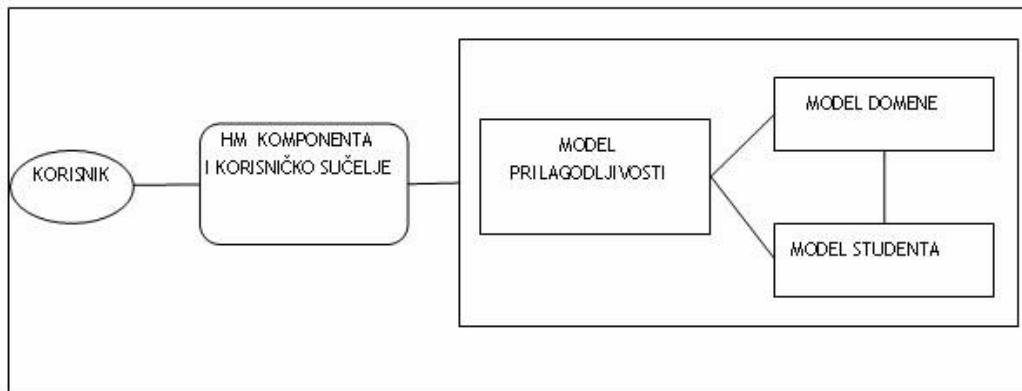 KORISNIK
HM KOMPONENTA
I KORISNIČKO SUČELJE
MODEL
PRILAGODLJIVOSTI
MODEL DOMENE
MODEL STUDENTA